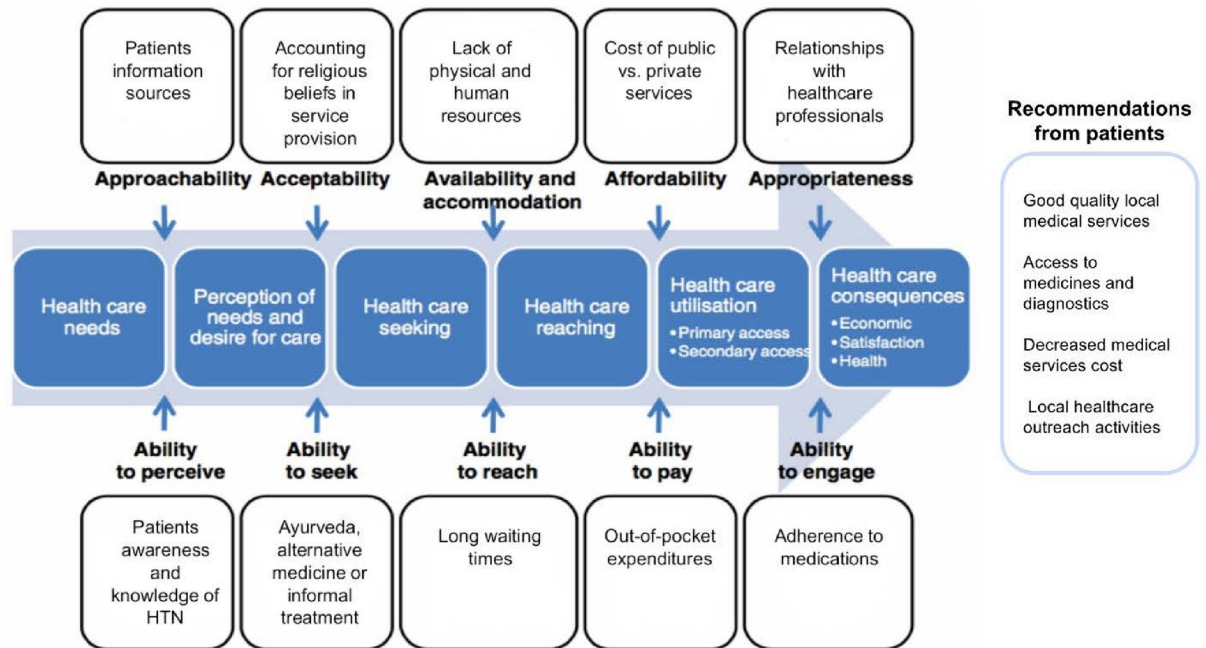 Patients
information
sources
Accounting
for religious
beliefs in
service
provision
Lack of
physical and
human
resources
Cost of public
vs. private
services
Relationships
with
healthcare
professionals
Approachability
Acceptability
Availability and
accommodation
Affordability
Appropriateness
Health care
needs
Perception of
needs and
desire for care
Health care
seeking
Health care
reaching
Health care
utilisation
•Primary access
•Secondary access
Health care
consequences
•Economic
•Satisfaction
•Health
Ability
to perceive
Ability
to seek
Ability
to reach
Ability
to pay
Ability
to engage
Patients
awareness
and
knowledge of
HTN
Ayurveda,
alternative
medicine or
informal
treatment
Long waiting
times
Out-of-pocket
expenditures
Adherence to
medications
Recommendations
from patients
Good quality local
medical services
Access to
medicines and
diagnostics
Decreased medical
services cost
Local healthcare
outreach activities